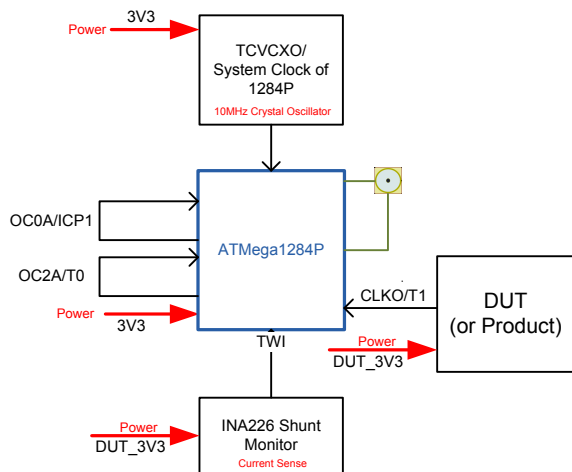 3V3
Power
TCVCXO/
System Clock of
1284P
10MHz Crystal Oscillator
OC0A/ICP1
ATMega1284P
OC2A/T0
CLKO/T1
DUT
(or Product)
Power
3V3
TWI
Power
DUT_3V3
INA226 Shunt
Monitor
Current Sense
Power
DUT_3V3